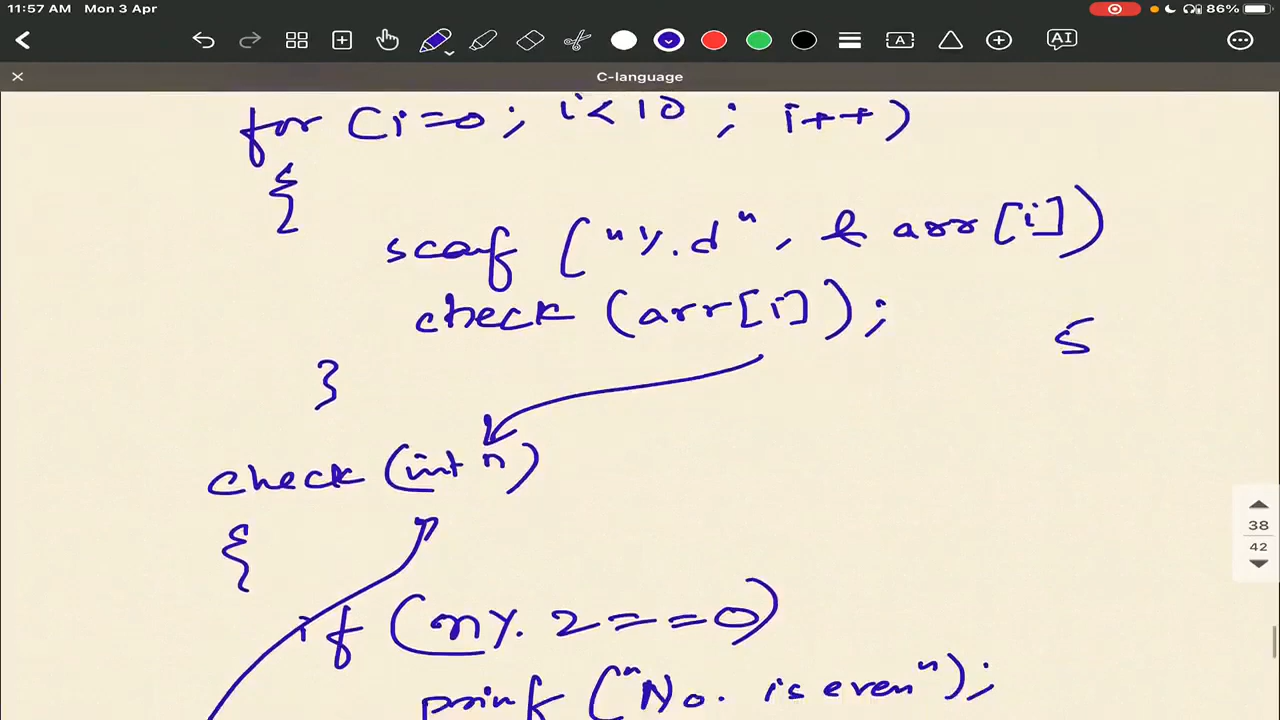 11:57 AM Mon 3 Apr
86%
A
AI
C-language
for (i=0; i<10; i++)
{
scanf ("%d", & arr[i])
check (arr[i]);
5
}
check (int n)
38
42
{
if (n%2==0)
printf ("No. is even");